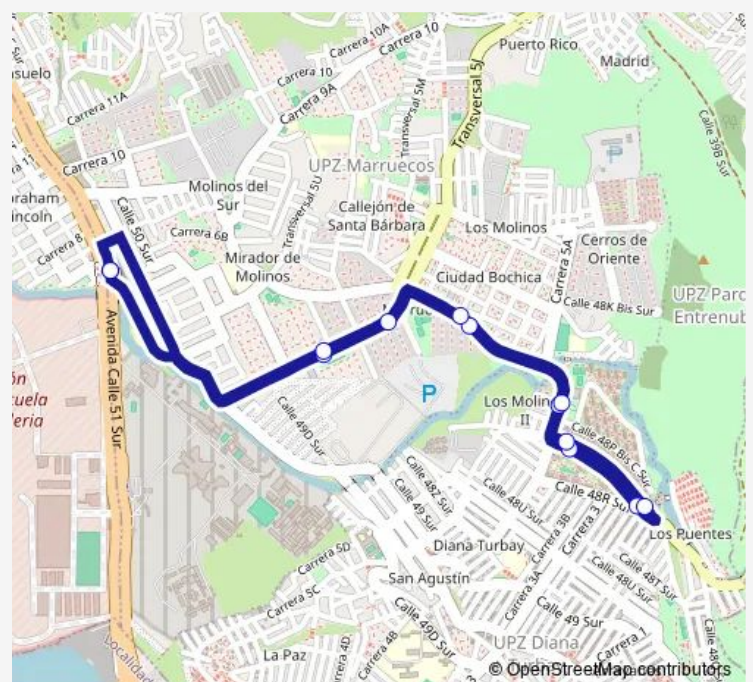 Carrera 10A
Carrera 10
Puerto Rico
Madrid
Carrera 10
Carrera 9A
Carrera 11A
Transversal 5M
Transversal 5J
Calle 39B Sur
Carrera 10
UPZ Marruecos
Molinos del
Sur
Transversal 5U
Callejón de
Santa Bárbara
Los Molinos
Calle 50 Sur
Carrera 6B
Carrera 8
Mirador de
Molinos
Carrera 5A
Cerros de
Oriente
Ciudad Bochica
Calle 48K Bis Sur
UPZ Parq
Entrenub
Avenida Calle 51 Sur
P
Calle 49D Sur
Los Molin
II
Calle 48P Bis C Sur
Calle 48Z Sur
Calle 49 Sur
Calle 48U Sur
Calle 48R Sur
Carrera 3B
Carrera 3
Los Puentes
Diana Turbay
Carrera 5D
San Agustín
Carrera 3A
Calle 48T Sur
Calle 48U Sur
Carrera 5C
Calle 49 Sur
Calle 49D Sur
Carrera 4D
Carrera 4B
La Paz
UPZ Diana
Carrera 1
Localidad
© OpenStreetMap contributors